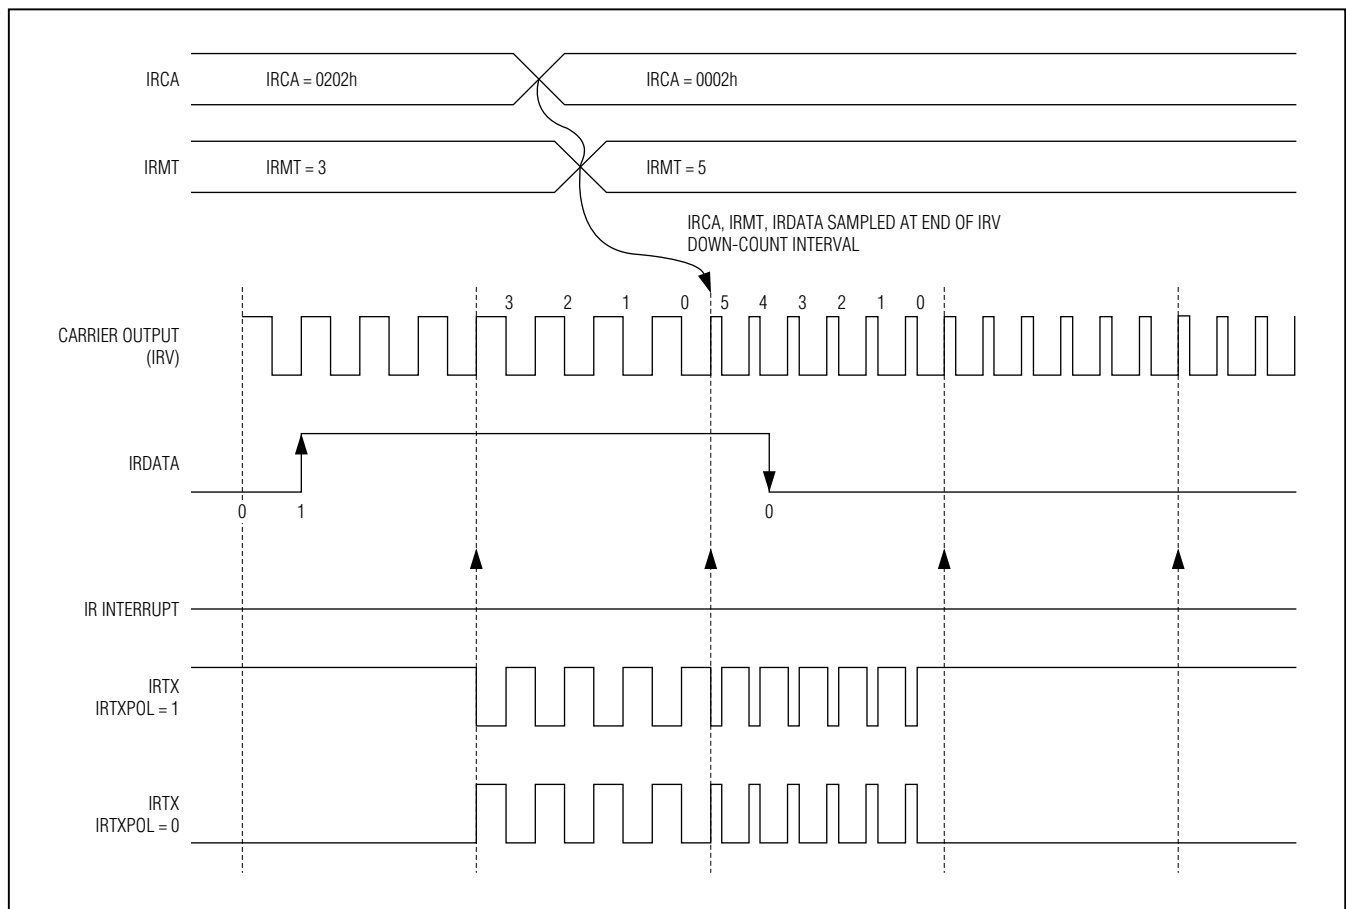 IRCA
IRCA = 0202h
IRCA = 0002h
IRMT
IRMT = 3
IRMT = 5
IRCA, IRMT, IRDATA SAMPLED AT END OF IRV
DOWN-COUNT INTERVAL
3 2 1 0 5 4 3 2 1 0
CARRIER OUTPUT
(IRV)
IRDATA
0 1 0
IR INTERRUPT
IRTX
IRTXPOL = 1
IRTX
IRTXPOL = 0